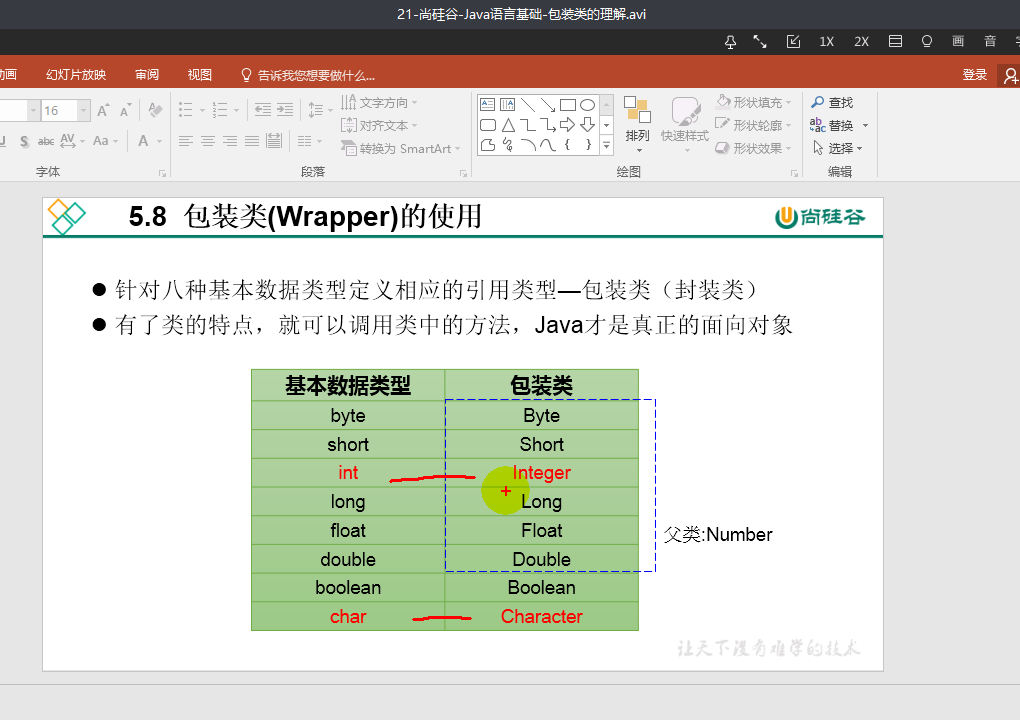 21-尚硅谷-Java语言基础-包装类的理解.avi
1X 2X 画 音
动画 幻灯片放映 审阅 视图 告诉我您想要做什么... 登录
16 A A 文字方向 形状填充 查找
对齐文本 形状轮廓 替换
S abc AV Aa A 转换为 SmartArt 排列 快速样式 形状效果 选择
字体 段落 绘图 编辑
5.8 包装类(Wrapper)的使用 尚硅谷
针对八种基本数据类型定义相应的引用类型—包装类（封装类）
有了类的特点，就可以调用类中的方法，Java才是真正的面向对象
基本数据类型 包装类
byte Byte
short Short
int Integer
long Long
float Float
父类:Number
double Double
boolean Boolean
char Character
让天下没有难学的技术